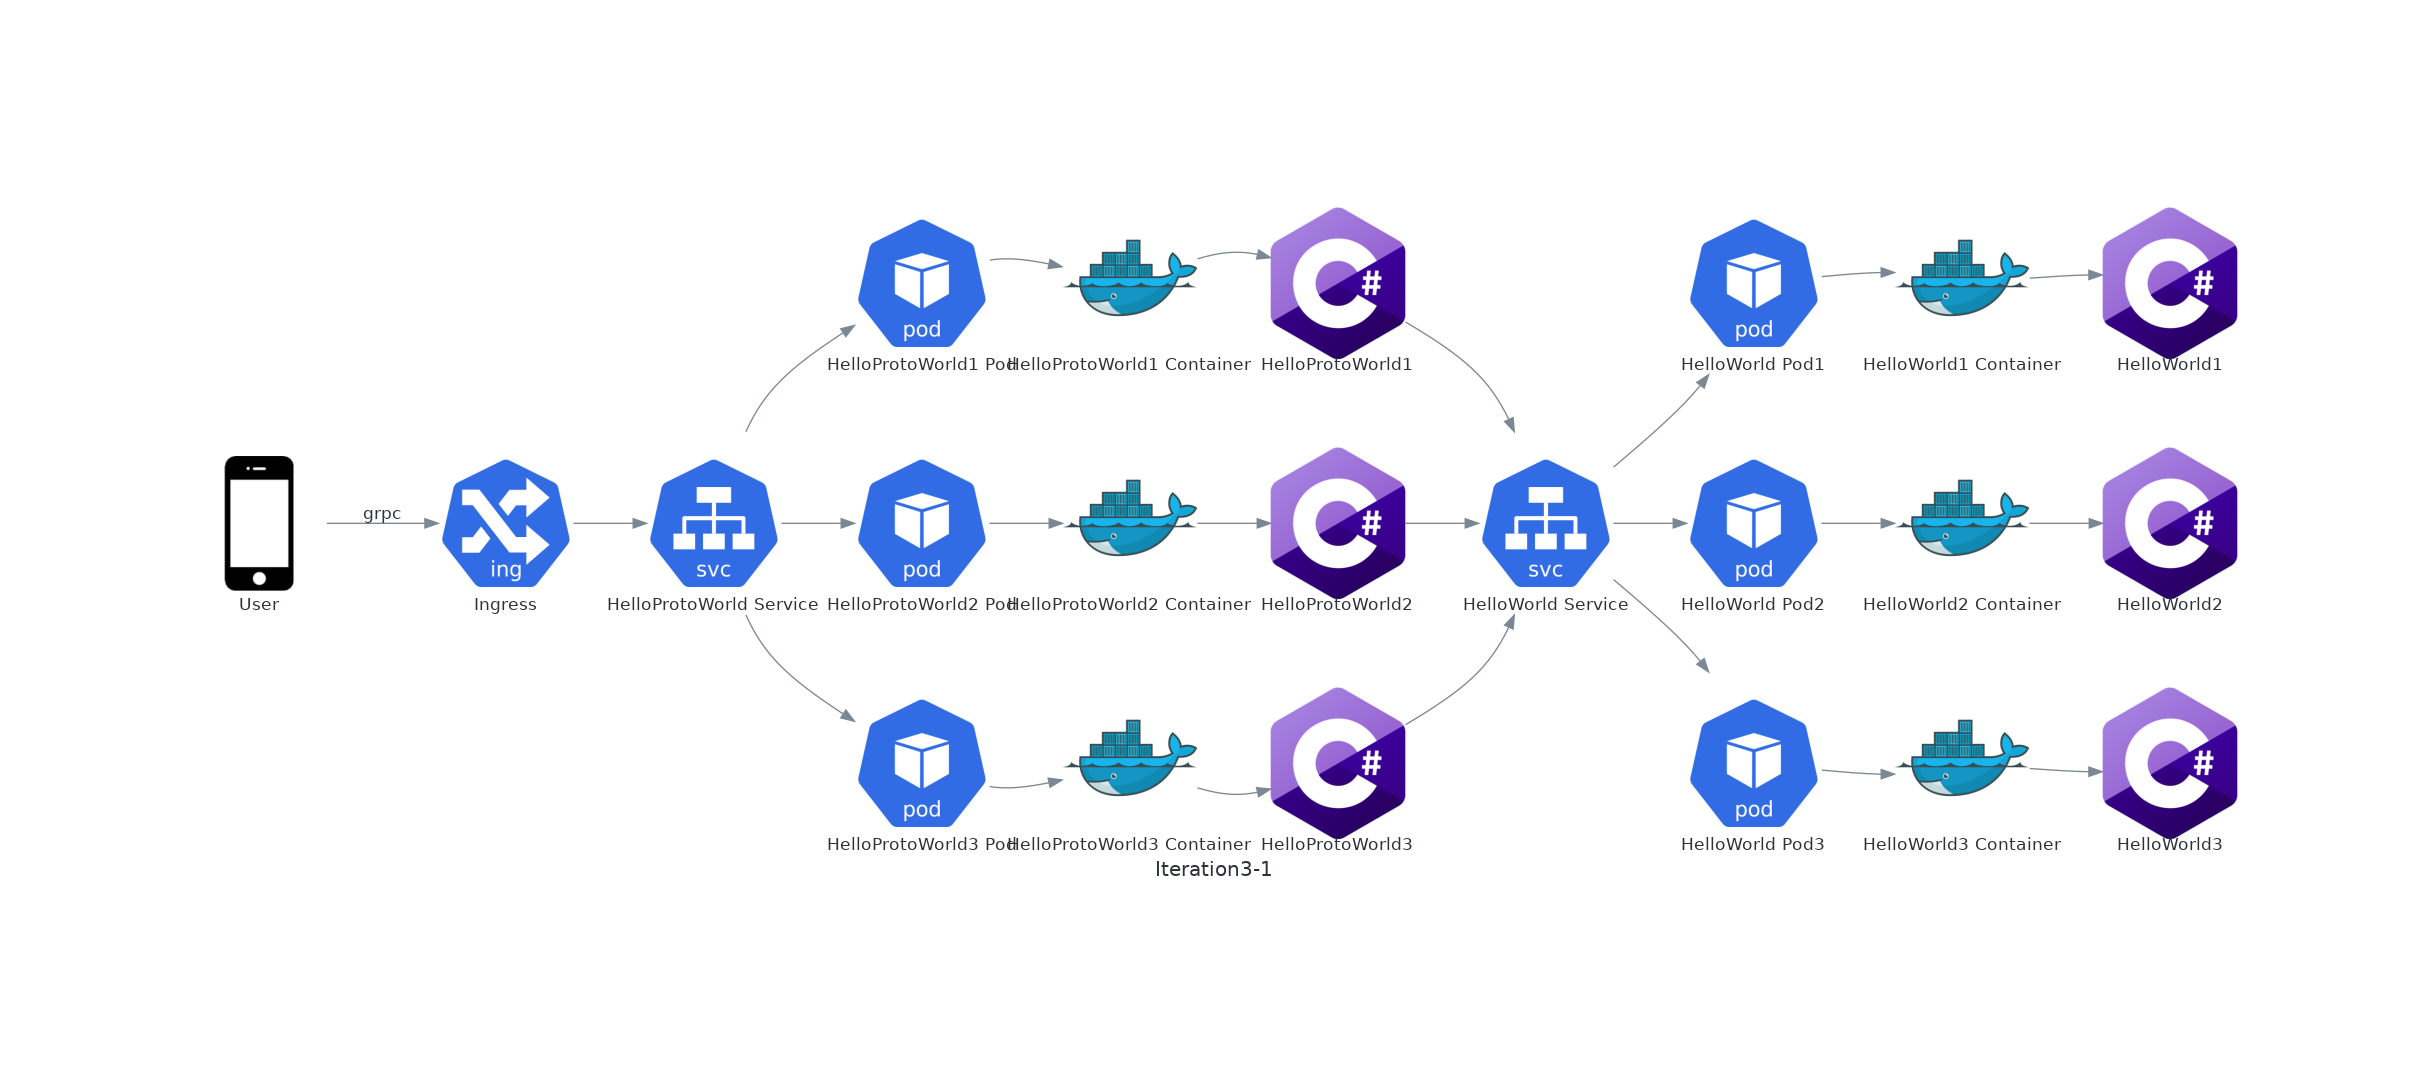 pod
HelloProtoWorld1 Pod
HelloProtoWorld1 Container
#
HelloProtoWorld1
pod
HelloWorld Pod1
HelloWorld1 Container
#
HelloWorld1
User
grpc
ing
Ingress
svc
HelloProtoWorld Service
pod
HelloProtoWorld2 Pod
HelloProtoWorld2 Container
#
HelloProtoWorld2
svc
HelloWorld Service
pod
HelloWorld Pod2
HelloWorld2 Container
#
HelloWorld2
pod
HelloProtoWorld3 Pod
HelloProtoWorld3 Container
#
HelloProtoWorld3
pod
HelloWorld Pod3
HelloWorld3 Container
#
HelloWorld3
Iteration3-1